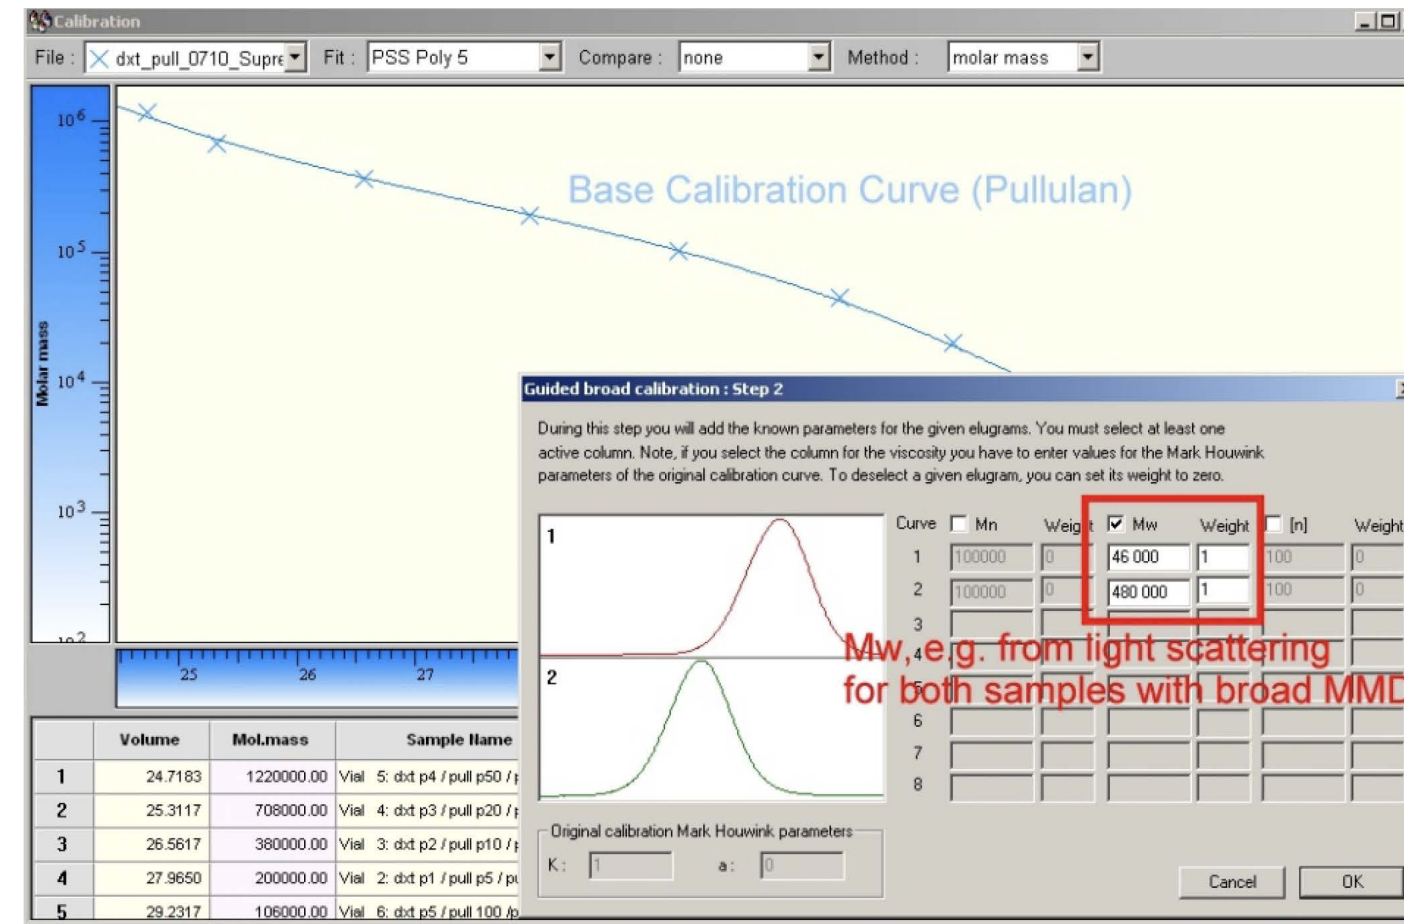 Calibration
File : dxt_pull_0710_Supre Fit : PSS Poly 5 Compare : none Method : molar mass
10^6
Base Calibration Curve (Pullulan)
10^5
Molar mass
10^4
10^3
10^2
25 26 27
Guided broad calibration : Step 2
During this step you will add the known parameters for the given elugrams. You must select at least one
active column. Note, if you select the column for the viscosity you have to enter values for the Mark Houwink
parameters of the original calibration curve. To deselect a given elugram, you can set its weight to zero.
Curve Mn Weight Mw Weight [n] Weight
1 100000 0 46 000 1 100 0
2 100000 0 480 000 1 100 0
3
4
5
6
7
8
1
2
Mw, e.g. from light scattering
for both samples with broad MMD
Original calibration Mark Houwink parameters
K : 1 a : 0
Cancel OK
Volume Mol.mass Sample Name
1 24.7183 1220000.00 Vial 5: dxt p4 / pull p50 /
2 25.3117 708000.00 Vial 4: dxt p3 / pull p20 /
3 26.5617 380000.00 Vial 3: dxt p2 / pull p10 /
4 27.9650 200000.00 Vial 2: dxt p1 / pull p5 /
5 29.2317 106000.00 Vial 6: dxt p5 / pull 100 /